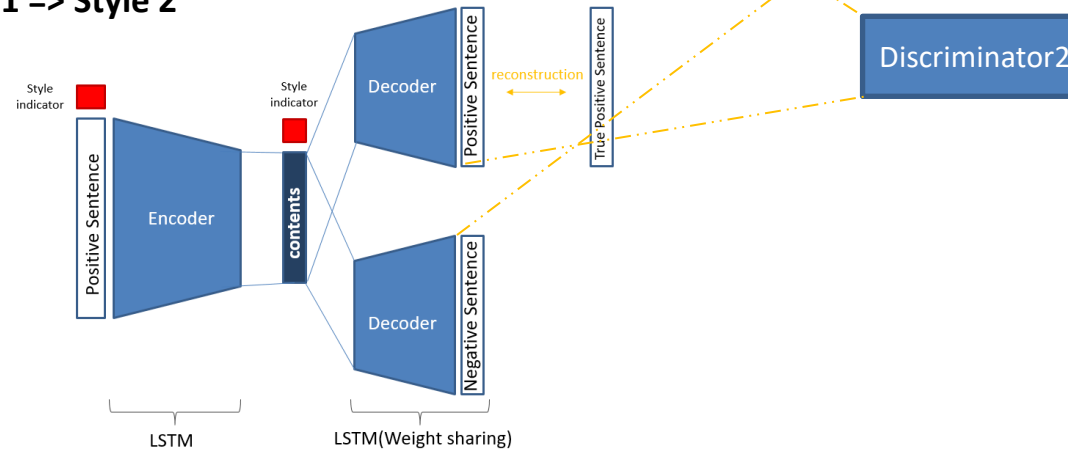 1 => Style 2
Style
indicator
Positive Sentence
Encoder
Style
indicator
contents
Decoder
Positive Sentence
reconstruction
True Positive Sentence
Discriminator2
Decoder
Negative Sentence
LSTM
LSTM(Weight sharing)